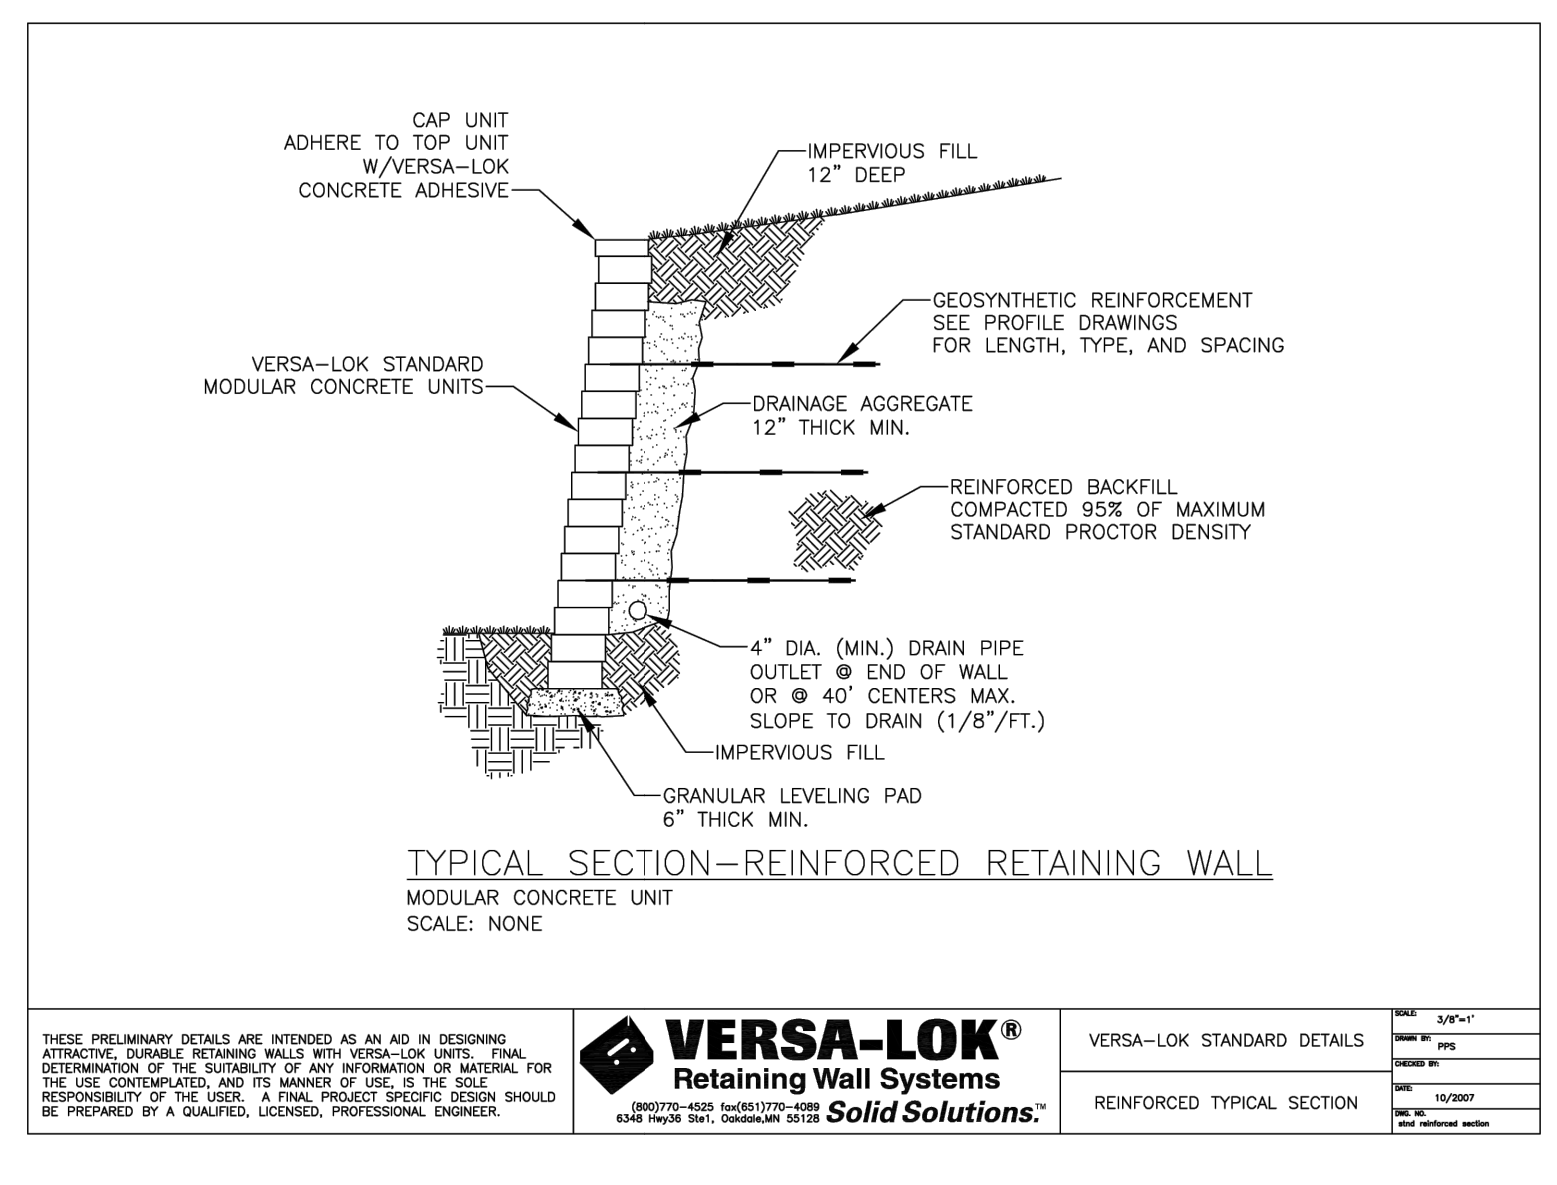 CAP UNIT
ADHERE TO TOP UNIT
W/VERSA-LOK
CONCRETE ADHESIVE
IMPERVIOUS FILL
12" DEEP
GEOSYNTHETIC REINFORCEMENT
SEE PROFILE DRAWINGS
FOR LENGTH, TYPE, AND SPACING
VERSA-LOK STANDARD
MODULAR CONCRETE UNITS
DRAINAGE AGGREGATE
12" THICK MIN.
REINFORCED BACKFILL
COMPACTED 95% OF MAXIMUM
STANDARD PROCTOR DENSITY
4" DIA. (MIN.) DRAIN PIPE
OUTLET @ END OF WALL
OR @ 40' CENTERS MAX.
SLOPE TO DRAIN (1/8"/FT.)
IMPERVIOUS FILL
GRANULAR LEVELING PAD
6" THICK MIN.
TYPICAL SECTION-REINFORCED RETAINING WALL
MODULAR CONCRETE UNIT
SCALE: NONE
THESE PRELIMINARY DETAILS ARE INTENDED AS AN AID IN DESIGNING
ATTRACTIVE, DURABLE RETAINING WALLS WITH VERSA-LOK UNITS. FINAL
DETERMINATION OF THE SUITABILITY OF ANY INFORMATION OR MATERIAL FOR
THE USE CONTEMPLATED, AND ITS MANNER OF USE, IS THE SOLE
RESPONSIBILITY OF THE USER. A FINAL PROJECT SPECIFIC DESIGN SHOULD
BE PREPARED BY A QUALIFIED, LICENSED, PROFESSIONAL ENGINEER.
VERSA-LOK®
Retaining Wall Systems
(800)770-4525 fax(651)770-4089
6348 Hwy36 Ste1, Oakdale,MN 55128
Solid Solutions.™
VERSA-LOK STANDARD DETAILS
REINFORCED TYPICAL SECTION
SCALE:
3/8"=1'
DRAWN BY:
PPS
CHECKED BY:
DATE:
10/2007
DWG. NO.
stnd reinforced section